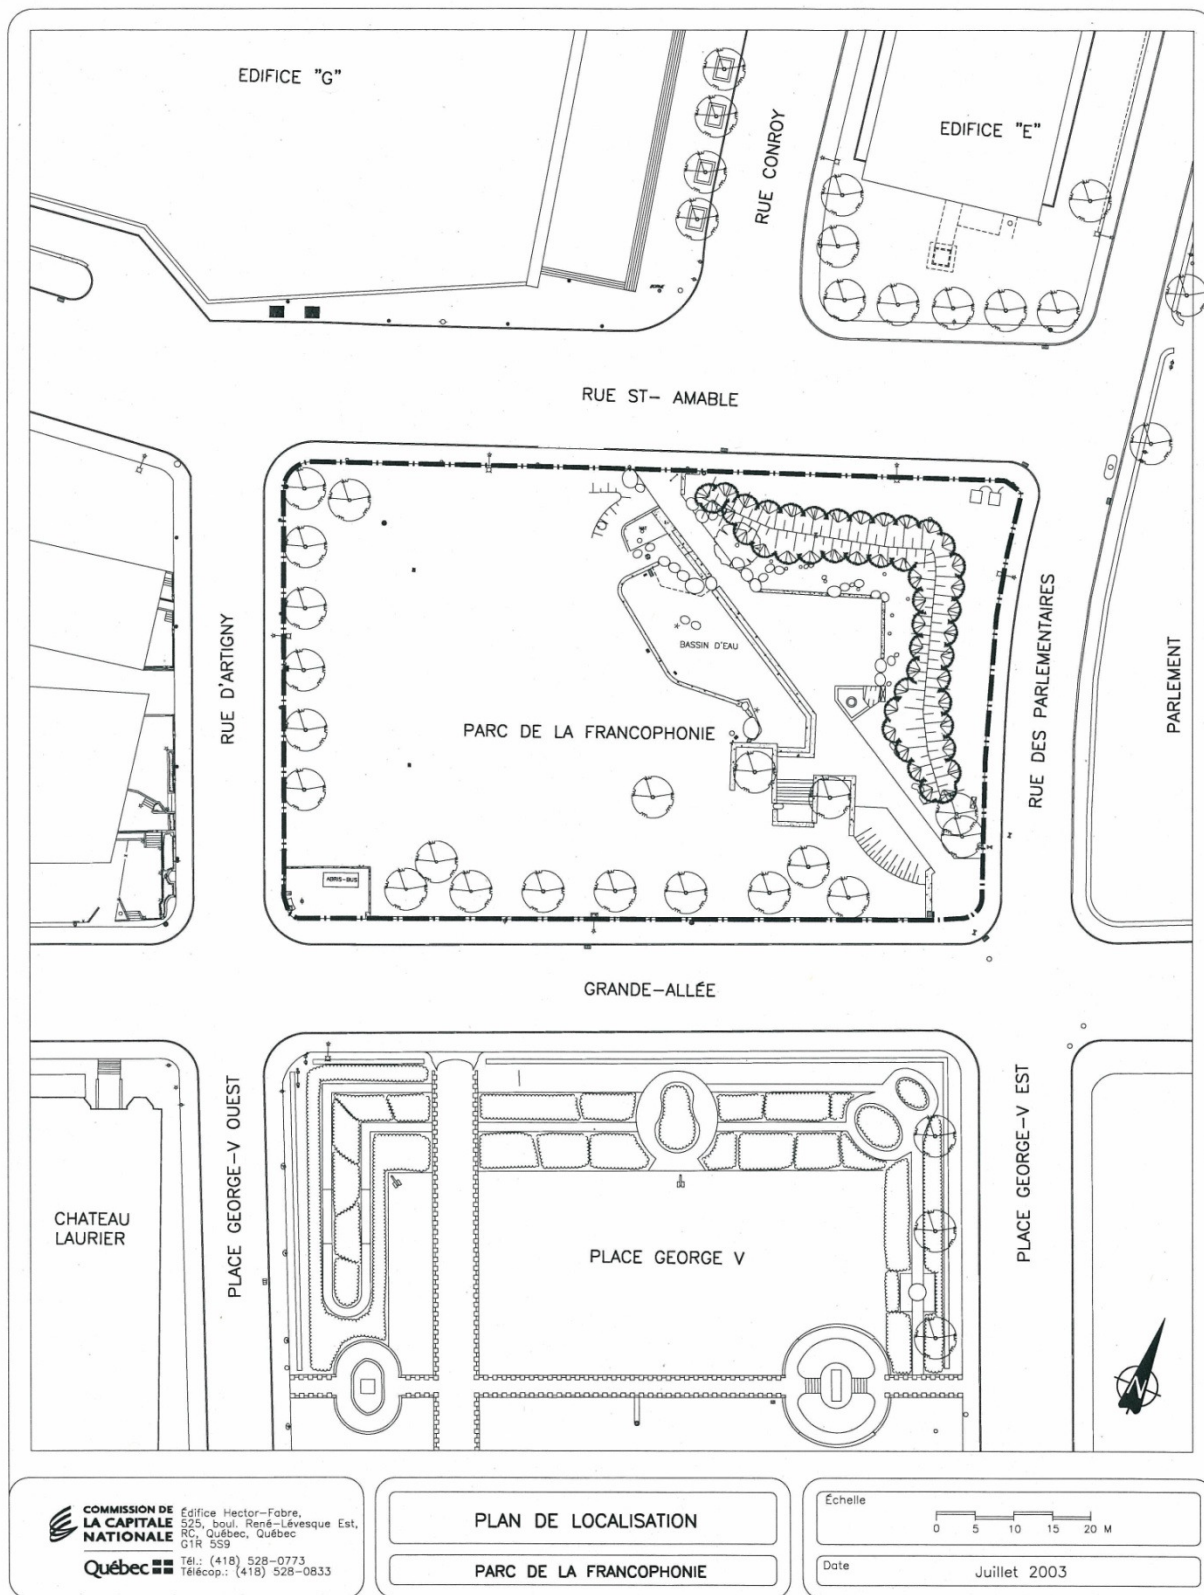 EDIFICE "G"
RUE CONROY
EDIFICE "E"
RUE ST- AMABLE
RUE D'ARTIGNY
BASSIN D'EAU
PARC DE LA FRANCOPHONIE
RUE DES PARLEMENTAIRES
PARLEMENT
ABRIS-BUS
GRANDE-ALLÉE
PLACE GEORGE-V OUEST
PLACE GEORGE-V EST
CHATEAU
LAURIER
PLACE GEORGE V
N
COMMISSION DE
LA CAPITALE
NATIONALE
Québec
Édifice Hector-Fabre,
525, boul. René-Lévesque Est,
RC, Québec, Québec
G1R 5S9
Tél.: (418) 528-0773
Télécop.: (418) 528-0833
PLAN DE LOCALISATION
PARC DE LA FRANCOPHONIE
Échelle
0 5 10 15 20 M
Date Juillet 2003